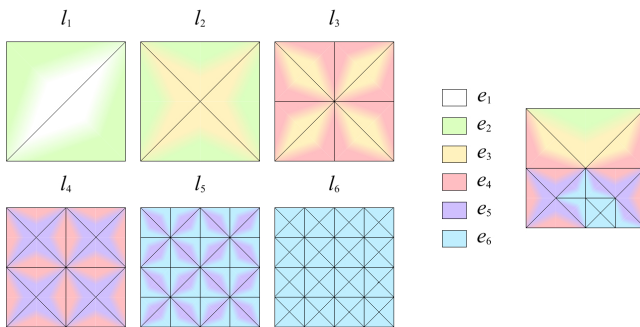 l₁ l₂ l₃
l₄ l₅ l₆
e₁
e₂
e₃
e₄
e₅
e₆